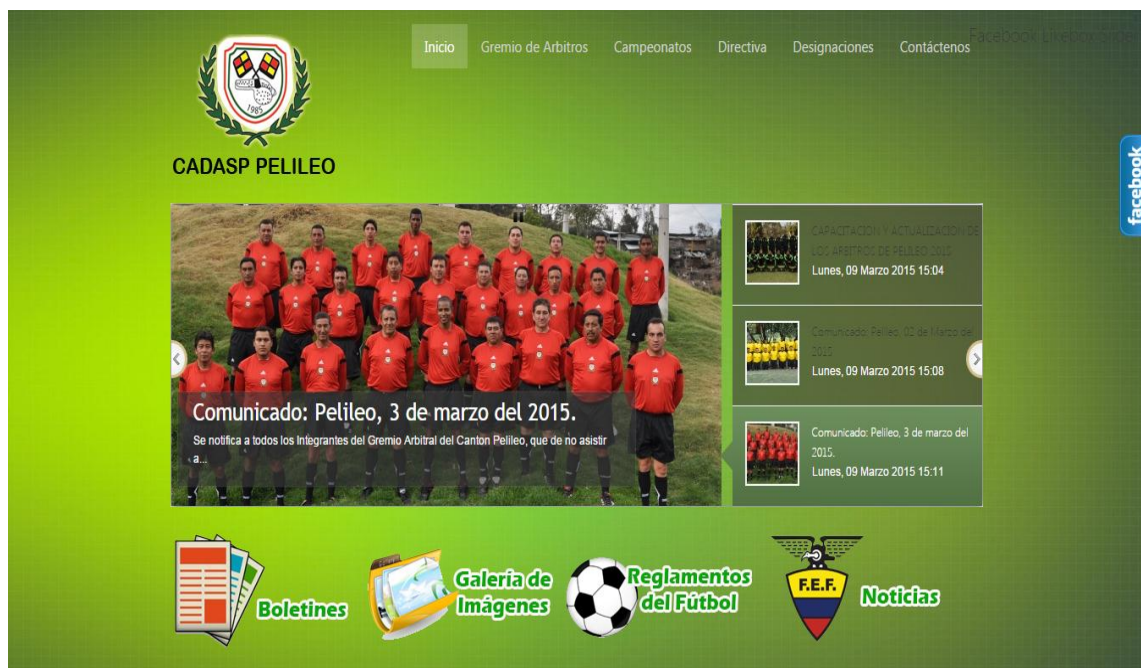 Inicio
Gremio de Arbitros
Campeonatos
Directiva
Designaciones
Contáctenos
1985
CADASP PELILEO
facebook
Comunicado: Pelileo, 3 de marzo del 2015.
Se notifica a todos los Integrantes del Gremio Arbitral del Canton Pelileo, que de no asistir
a...
CAPACITACION Y ACTUALIZACION DE
LOS ARBITROS DE PELILEO 2015
Lunes, 09 Marzo 2015 15:04
Comunicado: Pelileo, 02 de Marzo del
2015
Lunes, 09 Marzo 2015 15:08
Comunicado: Pelileo, 3 de marzo del
2015.
Lunes, 09 Marzo 2015 15:11
Boletines
Galería de
Imágenes
Reglamentos
del Fútbol
F.E.F.
Noticias